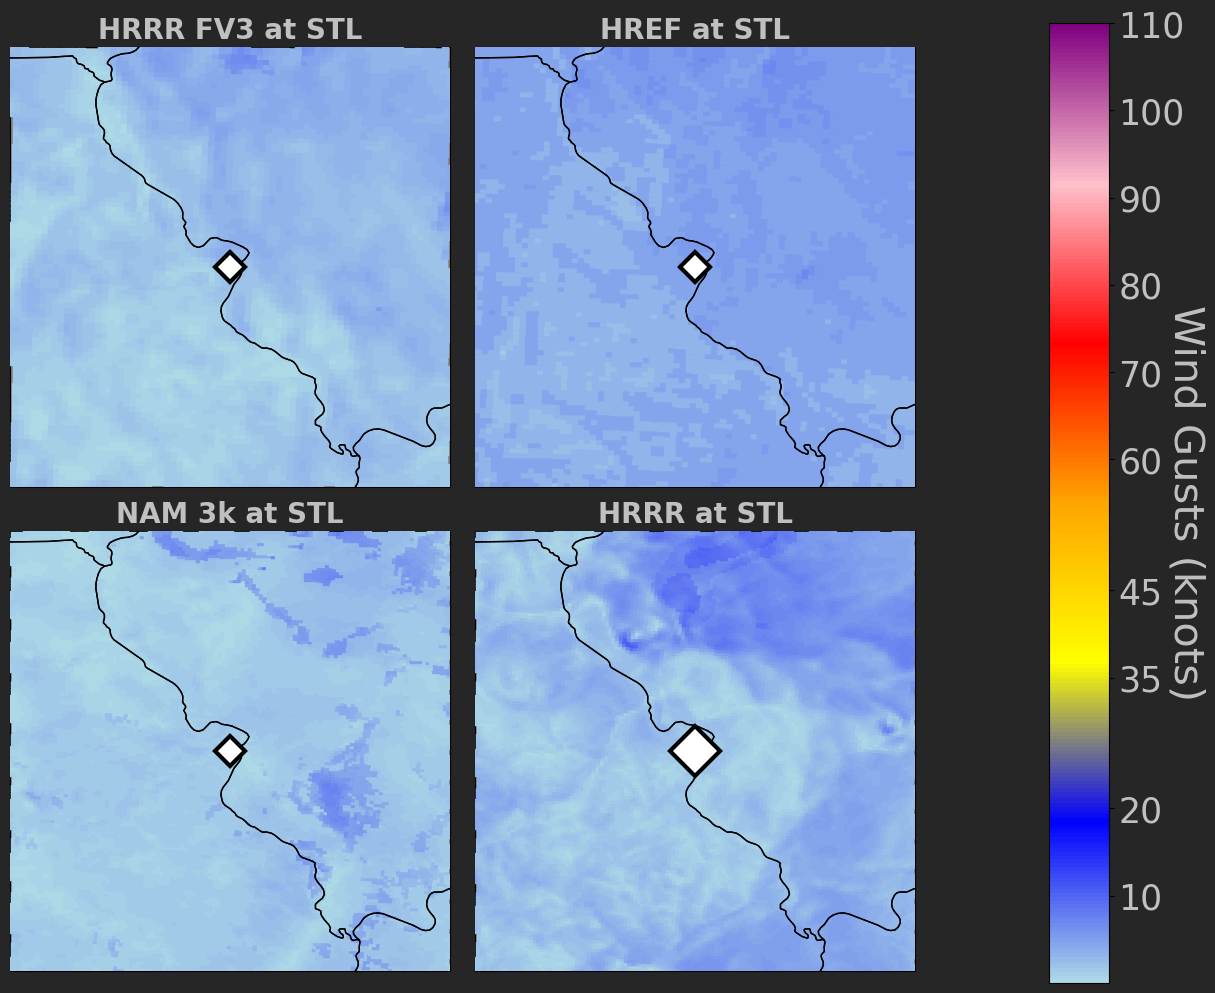 HRRR FV3 at STL
HREF at STL
NAM 3k at STL
HRRR at STL
110
100
90
80
70
60
45
35
20
10
Wind Gusts (knots)